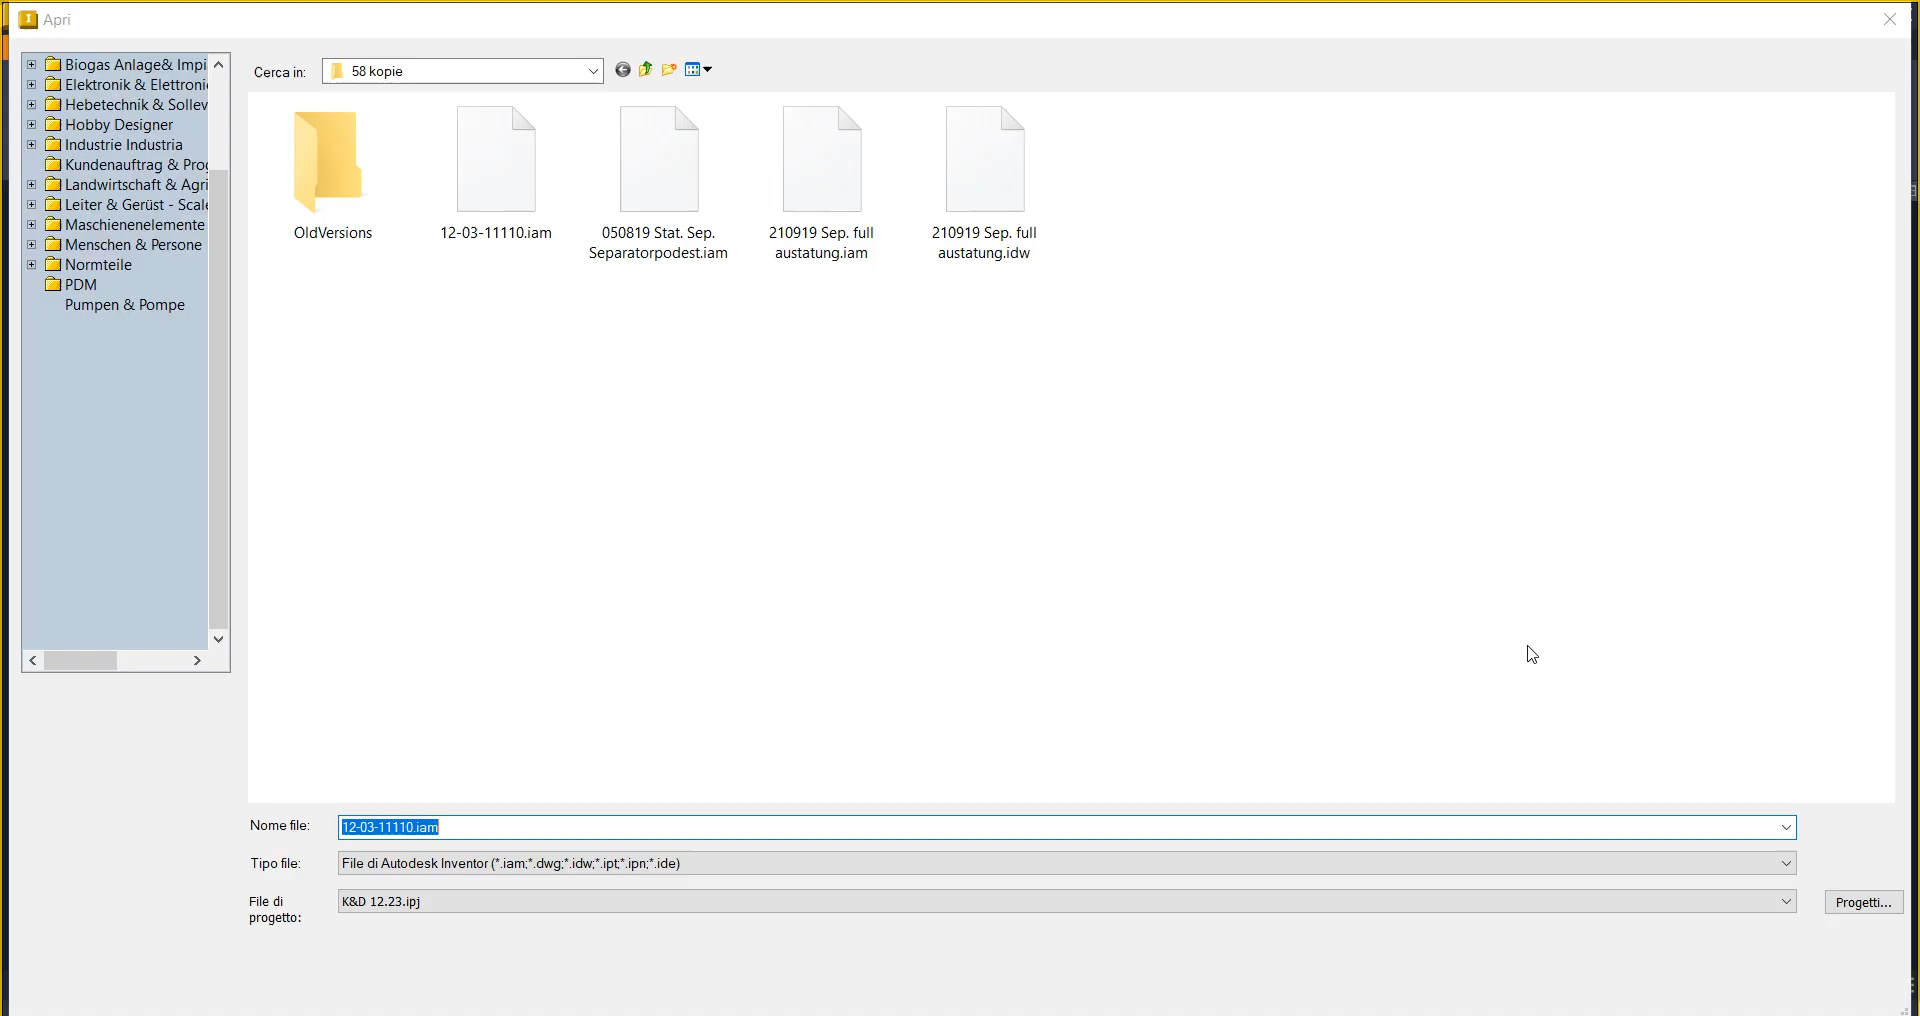 Apri
Biogas Anlage& Impi
Elektronik & Elettroni
Hebetechnik & Sollev
Hobby Designer
Industrie Industria
Kundenauftrag & Prog
Landwirtschaft & Agri
Leiter & Gerüst - Scale
Maschienenelemente
Menschen & Persone
Normteile
PDM
Pumpen & Pompe
Cerca in:
58 kopie
OldVersions
12-03-11110.iam
050819 Stat. Sep.
Separatorpodest.iam
210919 Sep. full
austatung.iam
210919 Sep. full
austatung.idw
Nome file:
12-03-11110.iam
Tipo file:
File di Autodesk Inventor (*.iam;*.dwg;*.idw;*.ipt;*.ipn;*.ide)
File di
progetto:
K&D 12.23.ipj
Progetti...